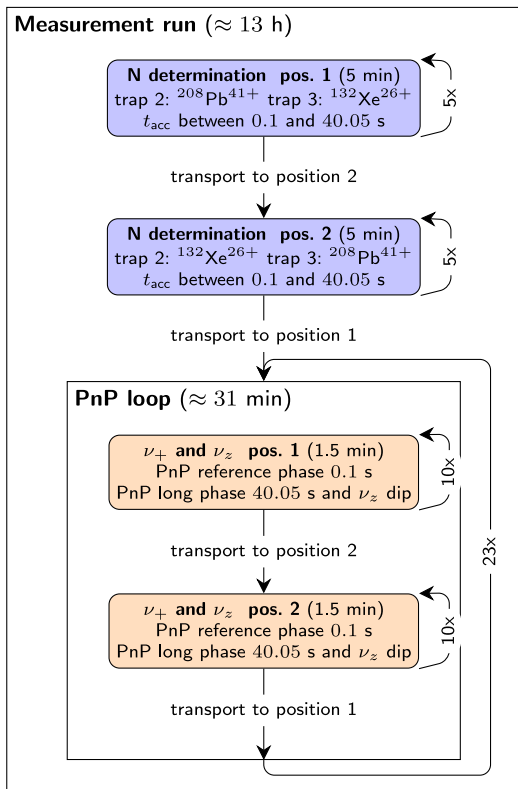 Measurement run (≈ 13 h)
N determination pos. 1 (5 min)
trap 2: ²⁰⁸Pb⁴¹⁺ trap 3: ¹³²Xe²⁶⁺
t_acc between 0.1 and 40.05 s
5x
transport to position 2
N determination pos. 2 (5 min)
trap 2: ¹³²Xe²⁶⁺ trap 3: ²⁰⁸Pb⁴¹⁺
t_acc between 0.1 and 40.05 s
5x
transport to position 1
PnP loop (≈ 31 min)
ν₊ and ν_z pos. 1 (1.5 min)
PnP reference phase 0.1 s
PnP long phase 40.05 s and ν_z dip
10x
transport to position 2
23x
ν₊ and ν_z pos. 2 (1.5 min)
PnP reference phase 0.1 s
PnP long phase 40.05 s and ν_z dip
10x
transport to position 1